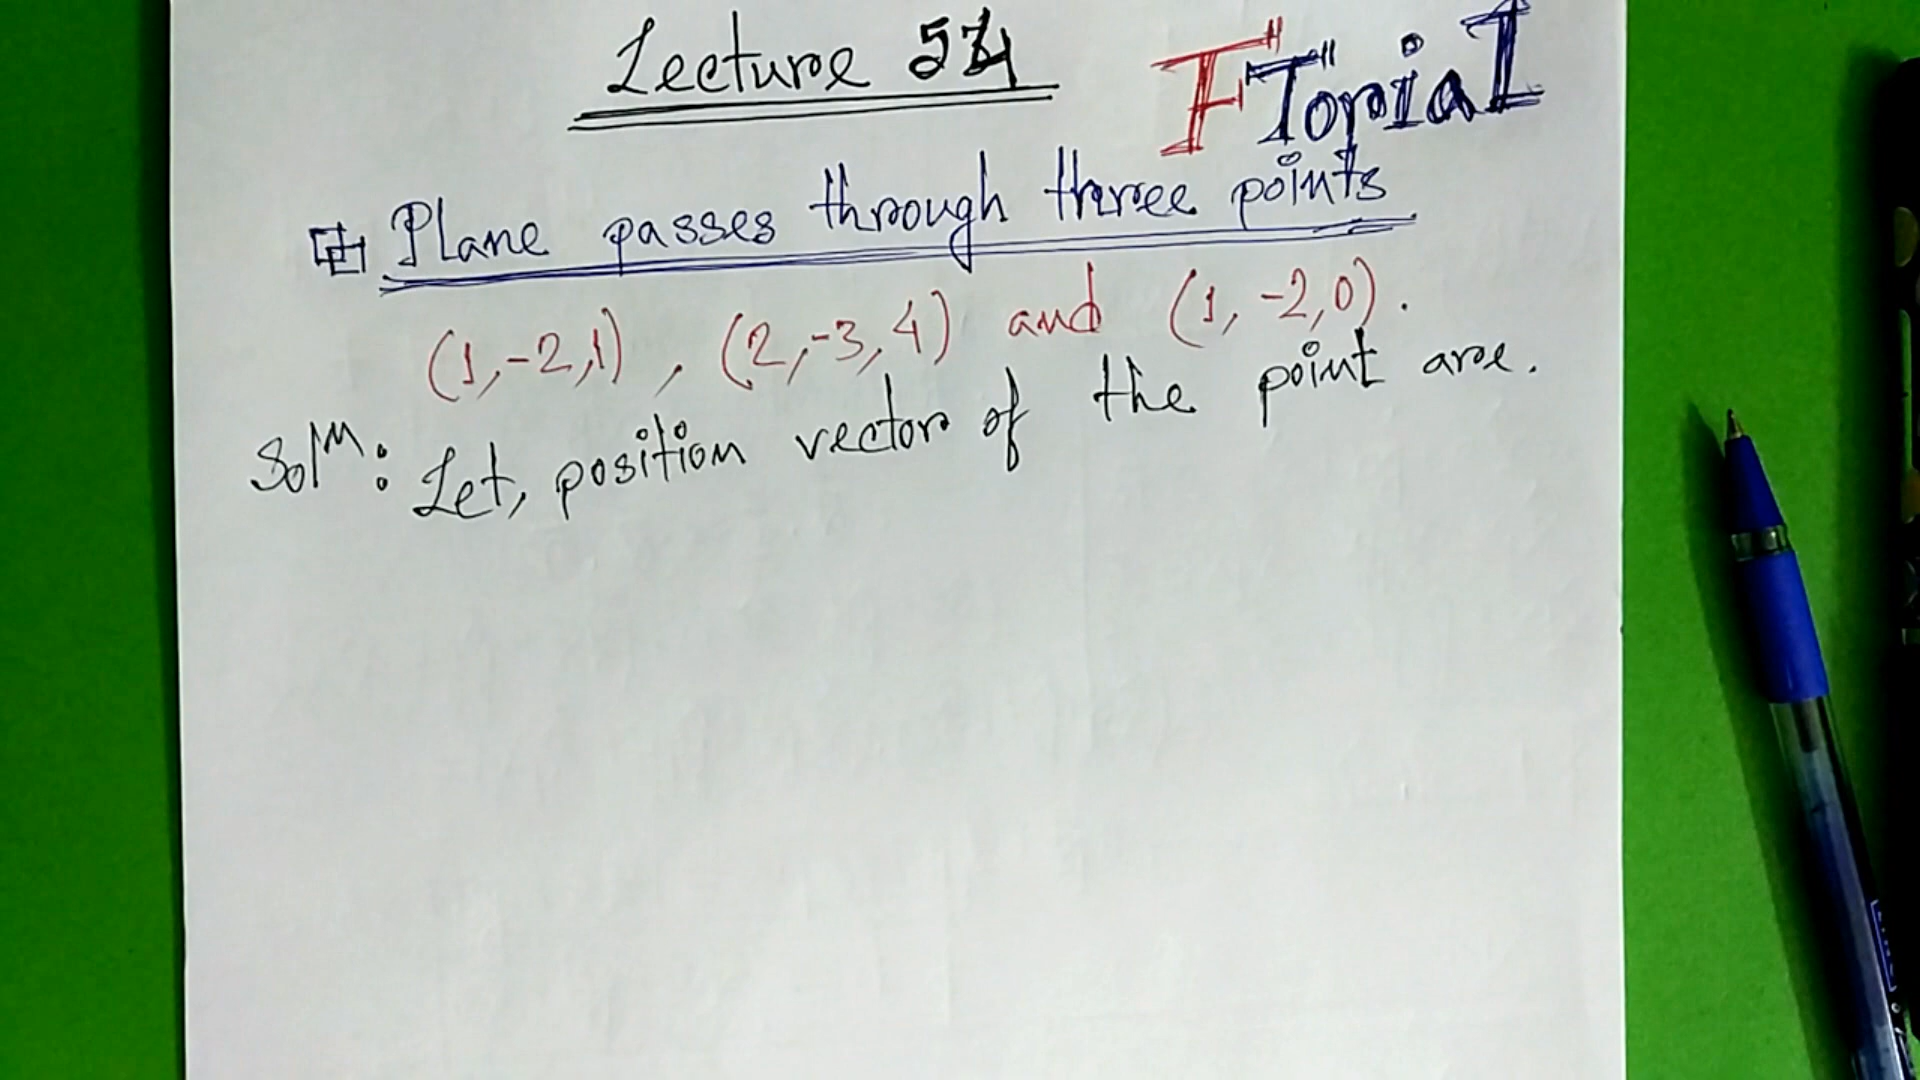 Lecture 54
FTorial
Plane passes through three points
(1,-2,1), (2,-3,4) and (1,-2,0).
Solⁿ: Let, position vector of the point are.